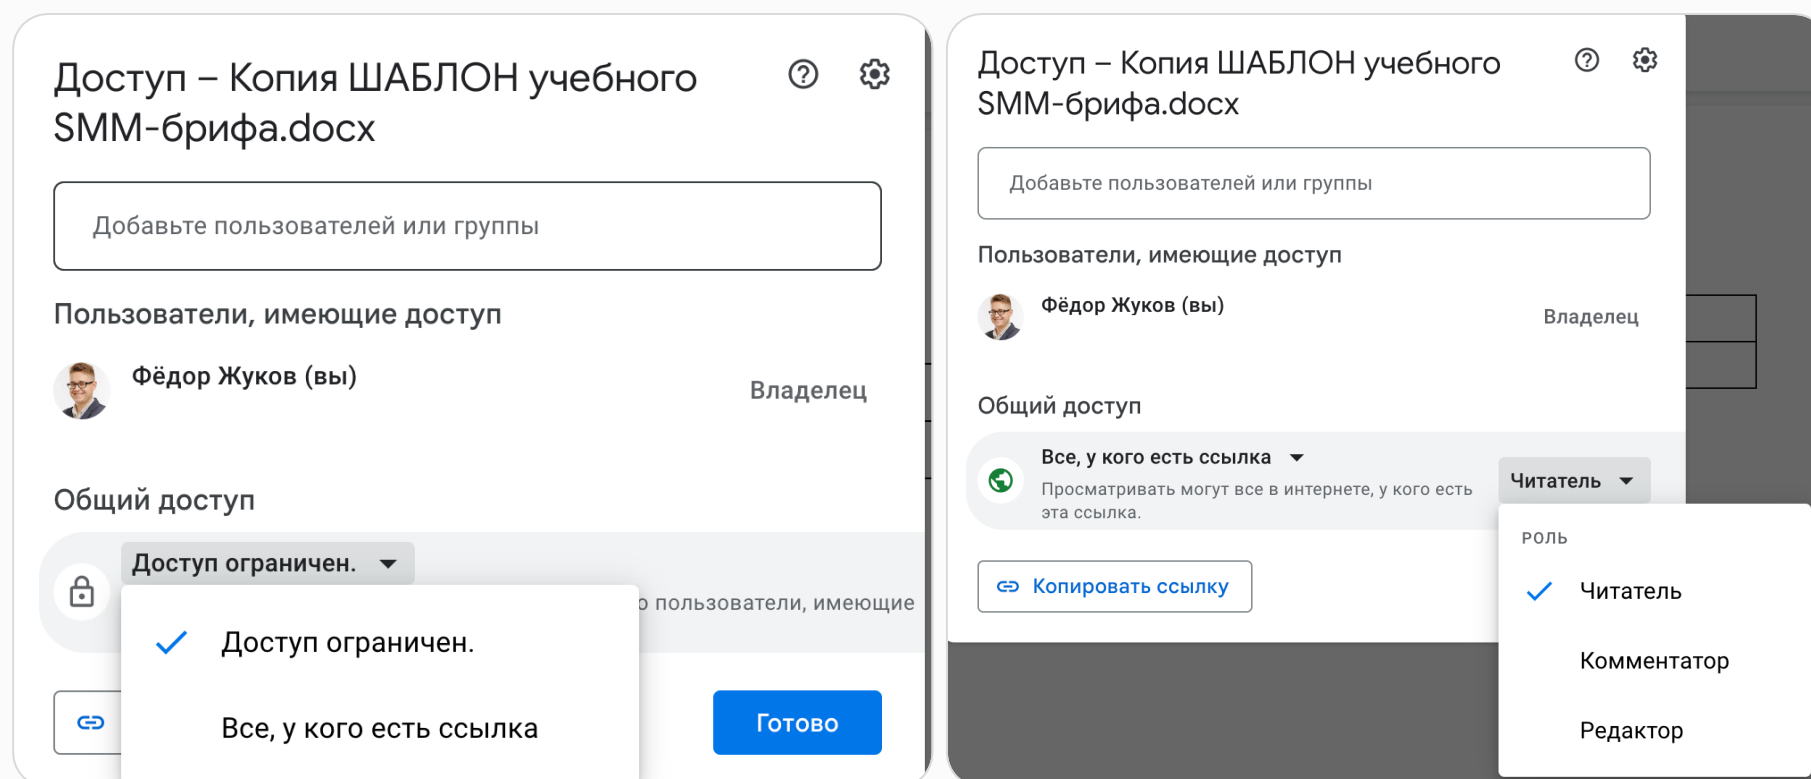 Доступ – Копия ШАБЛОН учебного
SMM-брифа.docx
Добавьте пользователей или группы
Пользователи, имеющие доступ
Фёдор Жуков (вы)
Владелец
Общий доступ
Доступ ограничен.
пользователи, имеющие
Доступ ограничен.
Все, у кого есть ссылка
Готово
Доступ – Копия ШАБЛОН учебного
SMM-брифа.docx
Добавьте пользователей или группы
Пользователи, имеющие доступ
Фёдор Жуков (вы)
Владелец
Общий доступ
Все, у кого есть ссылка
Просматривать могут все в интернете, у кого есть
эта ссылка.
Читатель
Копировать ссылку
РОЛЬ
Читатель
Комментатор
Редактор